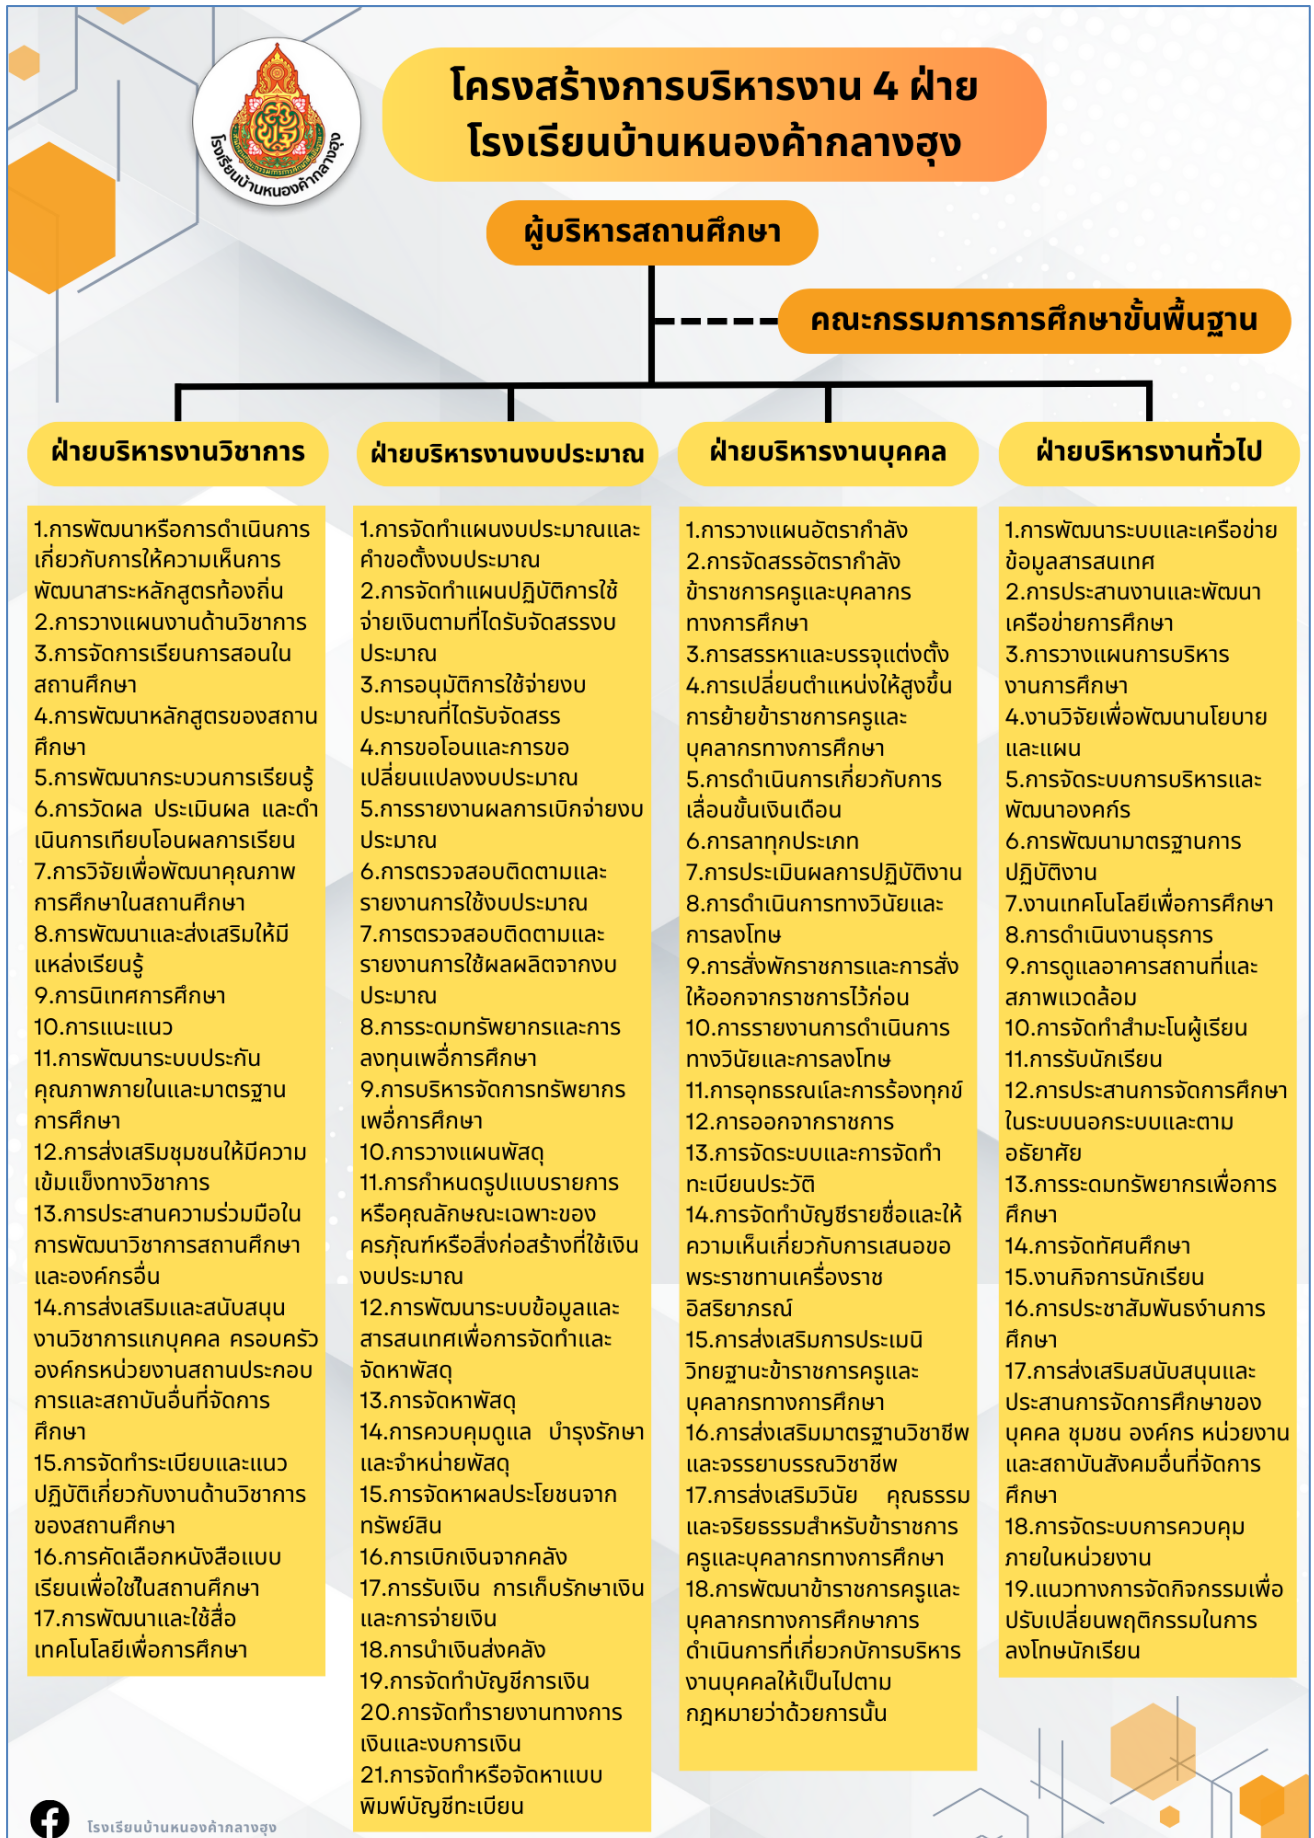 โครงสร้างการบริหารงาน 4 ฝ่าย
โรงเรียนบ้านหนองค้ากลางฮุง
โรงเรียนบ้านหนองค้ากลางฮุง
ผู้บริหารสถานศึกษา
คณะกรรมการการศึกษาขั้นพื้นฐาน
ฝ่ายบริหารงานวิชาการ
1.การพัฒนาหรือการดำเนินการ
เกี่ยวกับการให้ความเห็นการ
พัฒนาสาระหลักสูตรท้องถิ่น
2.การวางแผนงานด้านวิชาการ
3.การจัดการเรียนการสอนใน
สถานศึกษา
4.การพัฒนาหลักสูตรของสถาน
ศึกษา
5.การพัฒนากระบวนการเรียนรู้
6.การวัดผล ประเมินผล และดำ
เนินการเทียบโอนผลการเรียน
7.การวิจัยเพื่อพัฒนาคุณภาพ
การศึกษาในสถานศึกษา
8.การพัฒนาและส่งเสริมให้มี
แหล่งเรียนรู้
9.การนิเทศการศึกษา
10.การแนะแนว
11.การพัฒนาระบบประกัน
คุณภาพภายในและมาตรฐาน
การศึกษา
12.การส่งเสริมชุมชนให้มีความ
เข้มแข็งทางวิชาการ
13.การประสานความร่วมมือใน
การพัฒนาวิชาการสถานศึกษา
และองค์กรอื่น
14.การส่งเสริมและสนับสนุน
งานวิชาการแกบุคคล ครอบครัว
องค์กรหน่วยงานสถานประกอบ
การและสถาบันอื่นที่จัดการ
ศึกษา
15.การจัดทำระเบียบและแนว
ปฏิบัติเกี่ยวกับงานด้านวิชาการ
ของสถานศึกษา
16.การคัดเลือกหนังสือแบบ
เรียนเพื่อใช้ในสถานศึกษา
17.การพัฒนาและใช้สื่อ
เทคโนโลยีเพื่อการศึกษา
ฝ่ายบริหารงานงบประมาณ
1.การจัดทำแผนงบประมาณและ
คำขอตั้งงบประมาณ
2.การจัดทำแผนปฏิบัติการใช้
จ่ายเงินตามที่ไดรับจัดสรรงบ
ประมาณ
3.การอนุมัติการใช้จ่ายงบ
ประมาณที่ไดรับจัดสรร
4.การขอโอนและการขอ
เปลี่ยนแปลงงบประมาณ
5.การรายงานผลการเบิกจ่ายงบ
ประมาณ
6.การตรวจสอบติดตามและ
รายงานการใช้งบประมาณ
7.การตรวจสอบติดตามและ
รายงานการใช้ผลผลิตจากงบ
ประมาณ
8.การระดมทรัพยากรและการ
ลงทุนเพอื่การศึกษา
9.การบริหารจัดการทรัพยากร
เพอื่การศึกษา
10.การวางแผนพัสดุ
11.การกำหนดรูปแบบรายการ
หรือคุณลักษณะเฉพาะของ
ครภุัณฑ์หรือสิ่งก่อสร้างที่ใช้เงิน
งบประมาณ
12.การพัฒนาระบบข้อมูลและ
สารสนเทศเพื่อการจัดทำและ
จัดหาพัสดุ
13.การจัดหาพัสดุ
14.การควบคุมดูแล บำรุงรักษา
และจำหน่ายพัสดุ
15.การจัดหาผลประโยชนจาก
ทรัพย์สิน
16.การเบิกเงินจากคลัง
17.การรับเงิน การเก็บรักษาเงิน
และการจ่ายเงิน
18.การนำเงินส่งคลัง
19.การจัดทำบัญชีการเงิน
20.การจัดทำรายงานทางการ
เงินและงบการเงิน
21.การจัดทำหรือจัดหาแบบ
พิมพ์บัญชีทะเบียน
ฝ่ายบริหารงานบุคคล
1.การวางแผนอัตรากำลัง
2.การจัดสรรอัตรากำลัง
ข้าราชการครูและบุคลากร
ทางการศึกษา
3.การสรรหาและบรรจุแต่งตั้ง
4.การเปลี่ยนตำแหน่งให้สูงขึ้น
การย้ายข้าราชการครูและ
บุคลากรทางการศึกษา
5.การดำเนินการเกี่ยวกับการ
เลื่อนขั้นเงินเดือน
6.การลาทุกประเภท
7.การประเมินผลการปฏิบัติงาน
8.การดำเนินการทางวินัยและ
การลงโทษ
9.การสั่งพักราชการและการสั่ง
ให้ออกจากราชการไว้ก่อน
10.การรายงานการดำเนินการ
ทางวินัยและการลงโทษ
11.การอุทธรณแ์ละการร้องทุกข์
12.การออกจากราชการ
13.การจัดระบบและการจัดทำ
ทะเบียนประวัติ
14.การจัดทำบัญชีรายชื่อและให้
ความเห็นเกี่ยวกับการเสนอขอ
พระราชทานเครื่องราช
อิสริยาภรณ์
15.การส่งเสริมการประเมนิ
วิทยฐานะข้าราชการครูและ
บุคลากรทางการศึกษา
16.การส่งเสริมมาตรฐานวิชาชีพ
และจรรยาบรรณวิชาชีพ
17.การส่งเสริมวินัย คุณธรรม
และจริยธรรมสำหรับข้าราชการ
ครูและบุคลากรทางการศึกษา
18.การพัฒนาข้าราชการครูและ
บุคลากรทางการศึกษาการ
ดำเนินการที่เกี่ยวกบัการบริหาร
งานบุคคลให้เป็นไปตาม
กฎหมายว่าด้วยการนั้น
ฝ่ายบริหารงานทั่วไป
1.การพัฒนาระบบและเครือข่าย
ข้อมูลสารสนเทศ
2.การประสานงานและพัฒนา
เครือข่ายการศึกษา
3.การวางแผนการบริหาร
งานการศึกษา
4.งานวิจัยเพื่อพัฒนานโยบาย
และแผน
5.การจัดระบบการบริหารและ
พัฒนาองคก์ร
6.การพัฒนามาตรฐานการ
ปฏิบัติงาน
7.งานเทคโนโลยีเพื่อการศึกษา
8.การดำเนินงานธุรการ
9.การดูแลอาคารสถานที่และ
สภาพแวดล้อม
10.การจัดทำสำมะโนผู้เรียน
11.การรับนักเรียน
12.การประสานการจัดการศึกษา
ในระบบนอกระบบและตาม
อธัยาศัย
13.การระดมทรัพยากรเพื่อการ
ศึกษา
14.การจัดทัศนศึกษา
15.งานกิจการนักเรียน
16.การประชาสัมพันธง์านการ
ศึกษา
17.การส่งเสริมสนับสนุนและ
ประสานการจัดการศึกษาของ
บุคคล ชุมชน องค์กร หน่วยงาน
และสถาบันสังคมอื่นที่จัดการ
ศึกษา
18.การจัดระบบการควบคุม
ภายในหน่วยงาน
19.แนวทางการจัดกิจกรรมเพื่อ
ปรับเปลี่ยนพฤติกรรมในการ
ลงโทษนักเรียน
โรงเรียนบ้านหนองค้ากลางฮุง